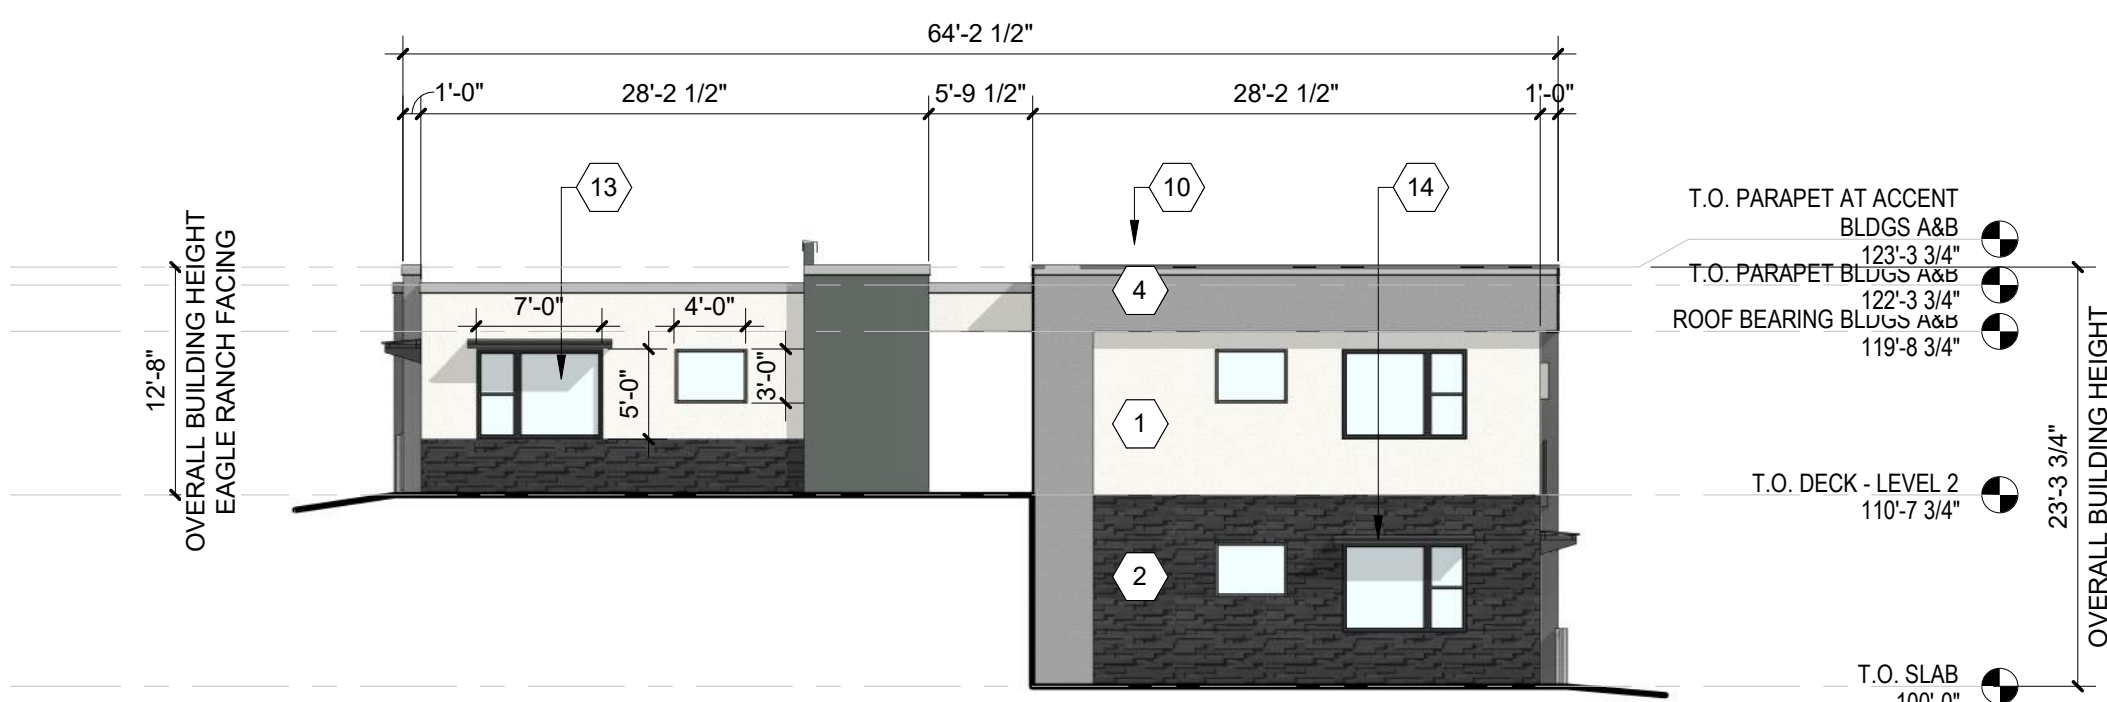 64'-2 1/2"
1'-0"
28'-2 1/2"
5'-9 1/2"
28'-2 1/2"
1'-0"
13
10
14
T.O. PARAPET AT ACCENT
BLDGS A&B
123'-3 3/4"
T.O. PARAPET BLDGS A&B
122'-3 3/4"
ROOF BEARING BLDGS A&B
119'-8 3/4"
4
7'-0"
4'-0"
5'-0"
3'-0"
12'-8"
OVERALL BUILDING HEIGHT
EAGLE RANCH FACING
1
T.O. DECK - LEVEL 2
110'-7 3/4"
23'-3 3/4"
OVERALL BUILDING HEIGHT
2
T.O. SLAB
100'-0"